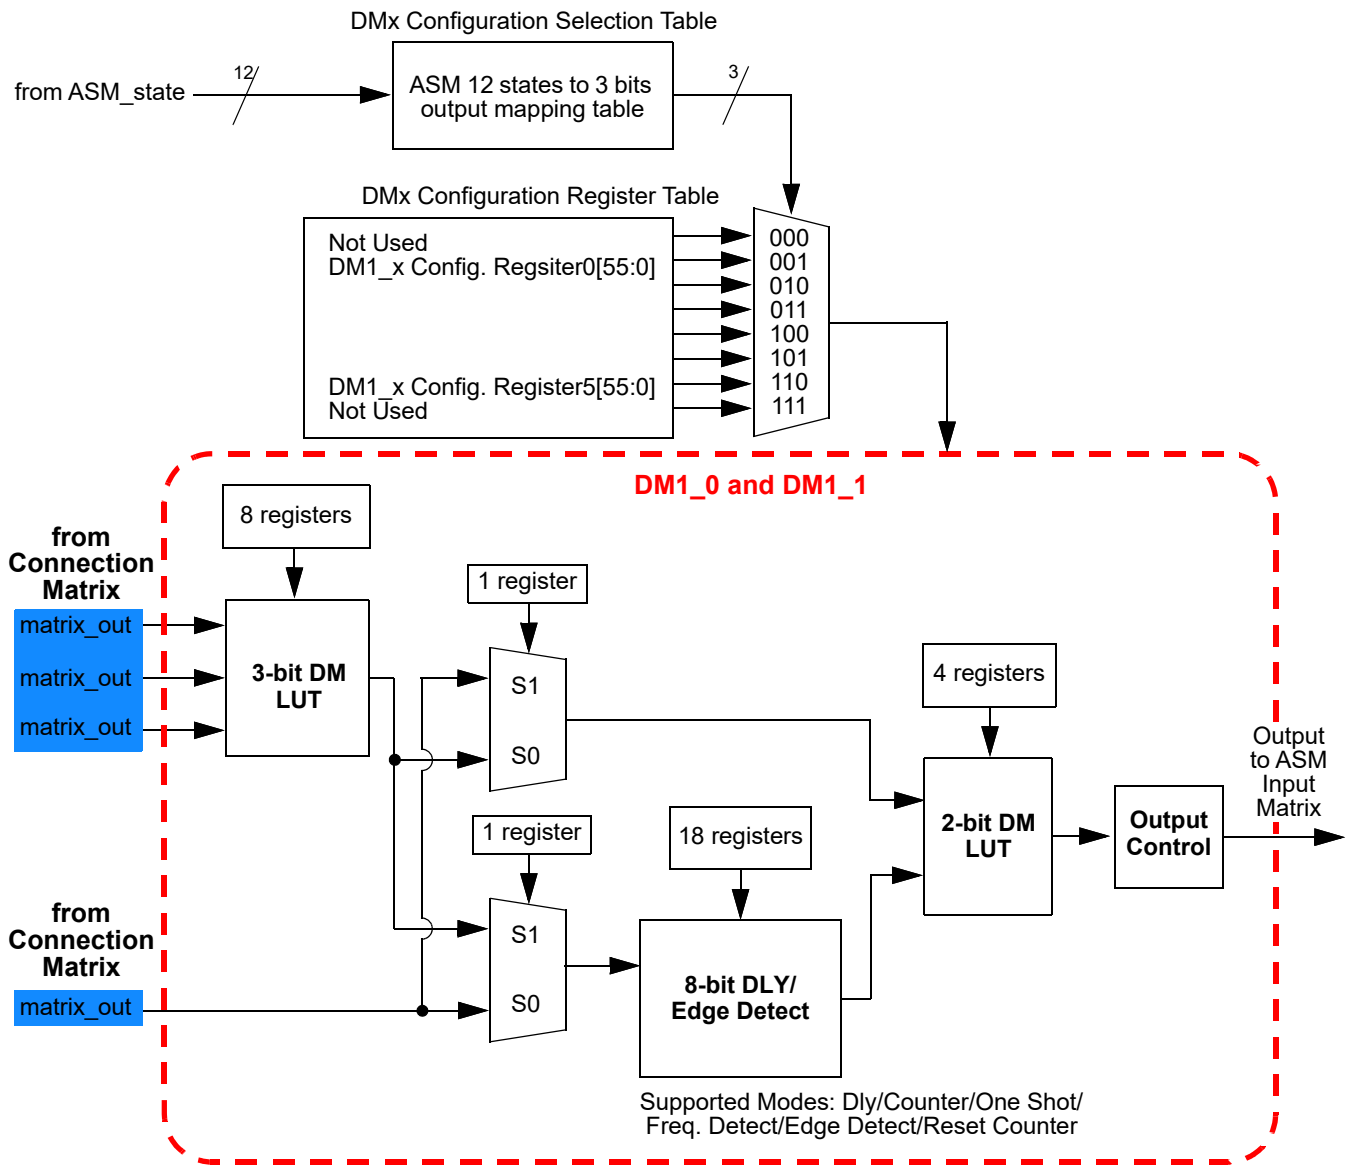 DMx Configuration Selection Table
from ASM_state
12
ASM 12 states to 3 bits
output mapping table
3
DMx Configuration Register Table
Not Used
DM1_x Config. Regsiter0[55:0]
DM1_x Config. Register5[55:0]
Not Used
000
001
010
011
100
101
110
111
DM1_0 and DM1_1
8 registers
from
Connection
Matrix
matrix_out
matrix_out
matrix_out
3-bit DM
LUT
1 register
S1
S0
4 registers
2-bit DM
LUT
Output
Control
Output
to ASM
Input
Matrix
1 register
S1
S0
18 registers
8-bit DLY/
Edge Detect
from
Connection
Matrix
matrix_out
Supported Modes: Dly/Counter/One Shot/
Freq. Detect/Edge Detect/Reset Counter